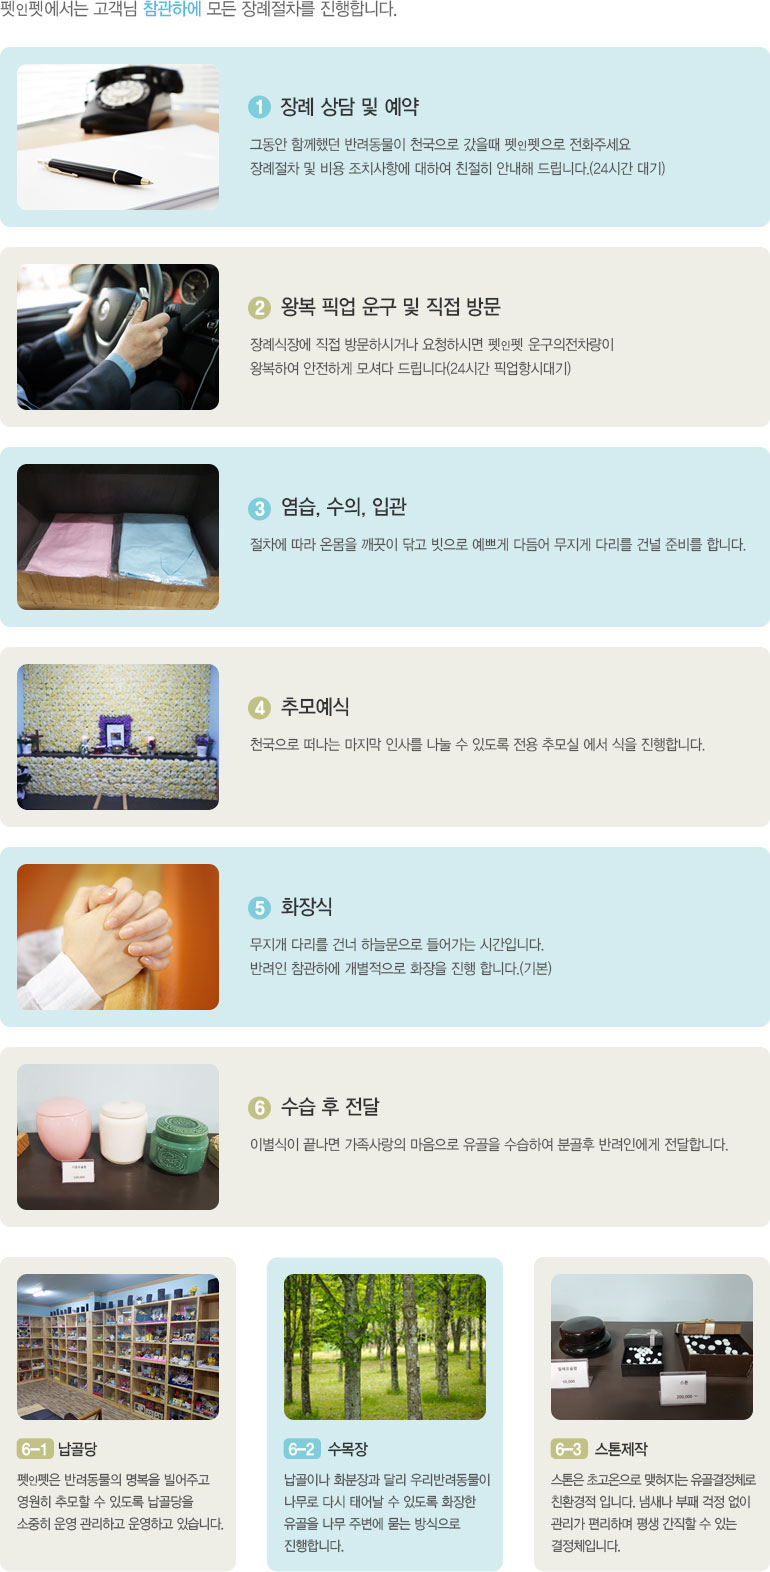 펫인펫에서는 고객님 참관하에 모든 장례절차를 진행합니다.
1 장례 상담 및 예약
그동안 함께했던 반려동물이 천국으로 갔을때 펫인펫으로 전화주세요
장례절차 및 비용 조치사항에 대하여 친절히 안내해 드립니다.(24시간 대기)
2 왕복 픽업 운구 및 직접 방문
장례식장에 직접 방문하시거나 요청하시면 펫인펫 운구의전차량이
왕복하여 안전하게 모셔다 드립니다(24시간 픽업항시대기)
3 염습, 수의, 입관
절차에 따라 온몸을 깨끗이 닦고 빗으로 예쁘게 다듬어 무지게 다리를 건널 준비를 합니다.
4 추모예식
천국으로 떠나는 마지막 인사를 나눌 수 있도록 전용 추모실 에서 식을 진행합니다.
5 화장식
무지개 다리를 건너 하늘문으로 들어가는 시간입니다.
반려인 참관하에 개별적으로 화장을 진행 합니다.(기본)
6 수습 후 전달
이별식이 끝나면 가족사랑의 마음으로 유골을 수습하여 분골후 반려인에게 전달합니다.
6-1 납골당
펫인펫은 반려동물의 명복을 빌어주고
영원히 추모할 수 있도록 납골당을
소중히 운영 관리하고 운영하고 있습니다.
6-2 수목장
납골이나 화분장과 달리 우리반려동물이
나무로 다시 태어날 수 있도록 화장한
유골을 나무 주변에 묻는 방식으로
진행합니다.
스톤
200,000 ~
6-3 스톤제작
스톤은 초고온으로 맺혀지는 유골결정체로
친환경적 입니다. 냄새나 부패 걱정 없이
관리가 편리하며 평생 간직할 수 있는
결정체입니다.